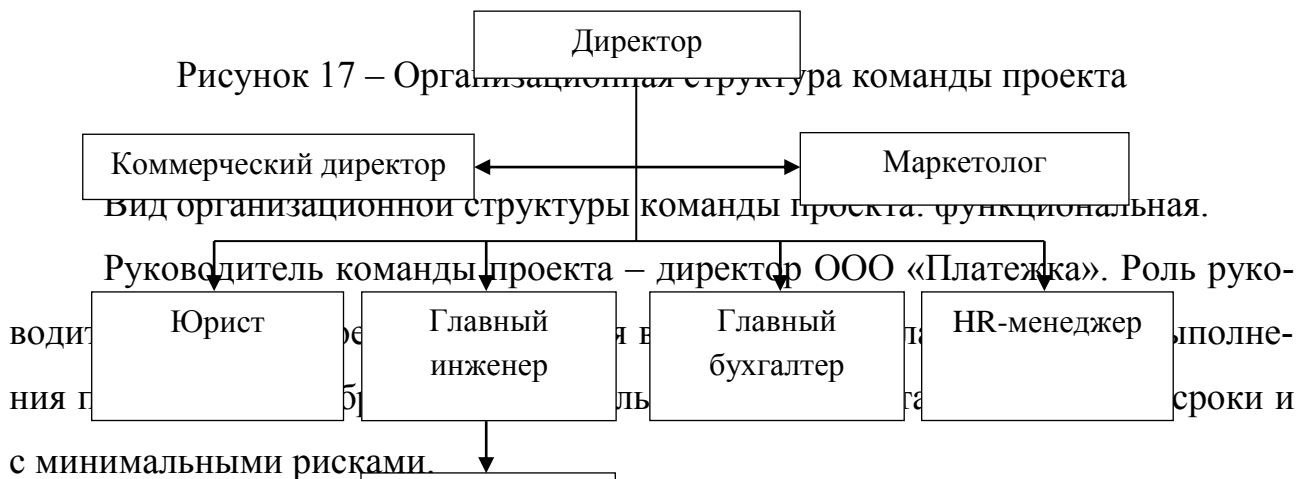 Директор
Рисунок 17 – Организационная структура команды проекта
Коммерческий директор
Маркетолог
Вид организационной структуры команды проекта: функциональная.
Руководитель команды проекта – директор ООО «Платежка». Роль руко-
Юрист
Главный
инженер
Главный
бухгалтер
HR-менеджер
сроки и
с минимальными рисками.